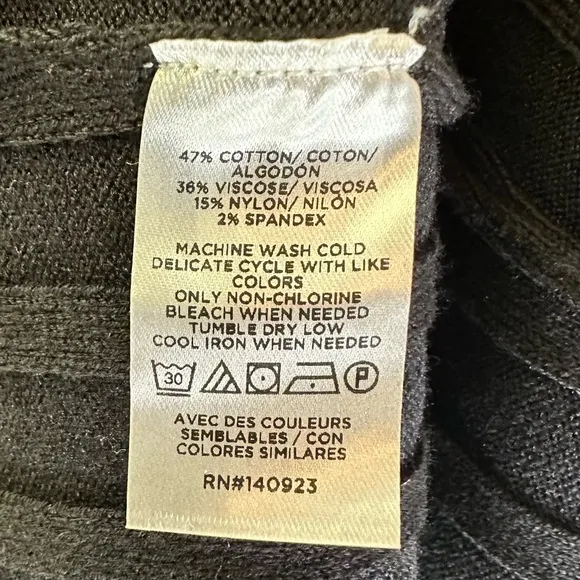 47% COTTON/ COTON/
ALGODÓN
36% VISCOSE/ VISCOSA
15% NYLON/ NILÓN
2% SPANDEX
MACHINE WASH COLD
DELICATE CYCLE WITH LIKE
COLORS
ONLY NON-CHLORINE
BLEACH WHEN NEEDED
TUMBLE DRY LOW
COOL IRON WHEN NEEDED
30 P
AVEC DES COULEURS
SEMBLABLES / CON
COLORES SIMILARES
RN#140923